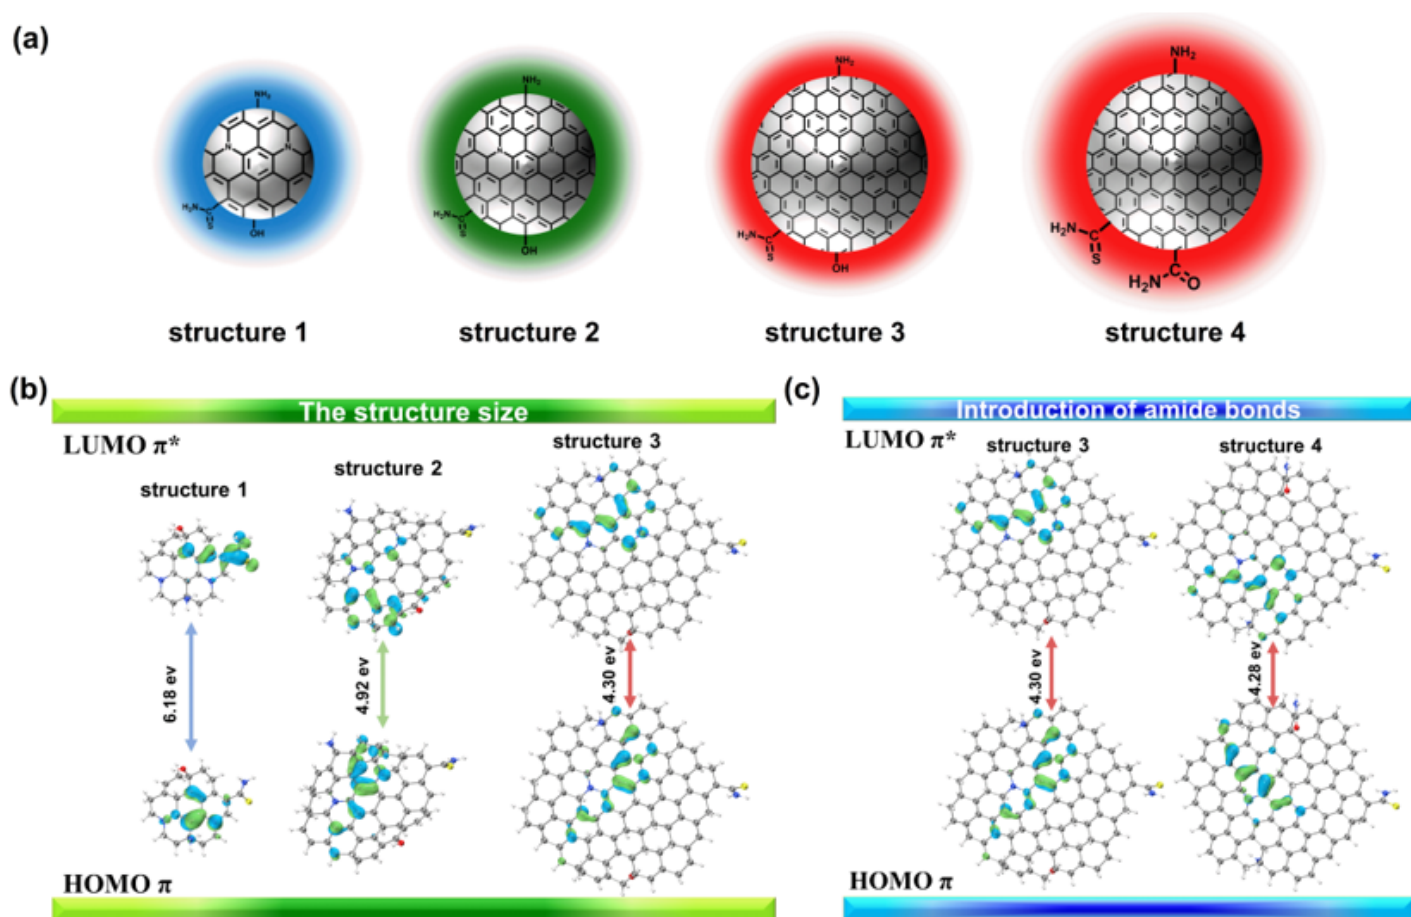 (a)
NH₂
N
N
H₂N
C
S
OH
structure 1
NH₂
N
N
H₂N
C
S
OH
structure 2
NH₂
N
N
H₂N
C
S
OH
structure 3
NH₂
N
N
H₂N
C
S
H₂N
C
O
structure 4
(b)
The structure size
LUMO π*
structure 1
structure 2
structure 3
6.18 ev
4.92 ev
4.30 ev
HOMO π
(c)
Introduction of amide bonds
LUMO π*
structure 3
structure 4
4.30 ev
4.28 ev
HOMO π